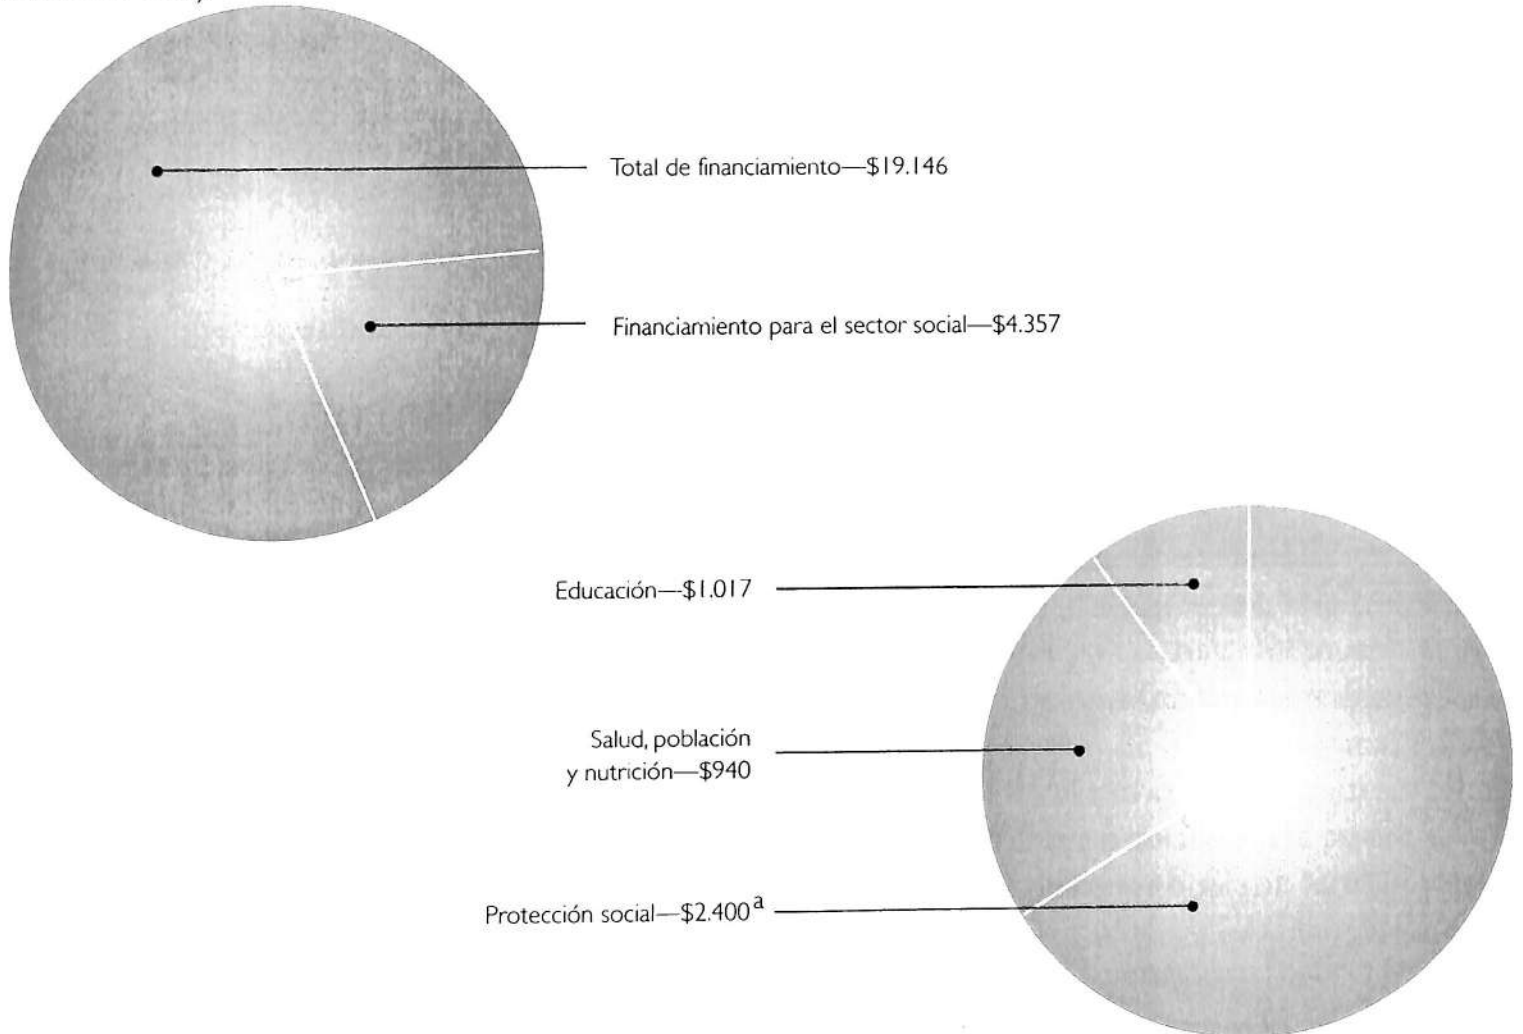 Total de financiamiento—$19.146
Financiamiento para el sector social—$4.357
Educación—$1.017
Salud, población
y nutrición—$940
Protección social—$2.400a